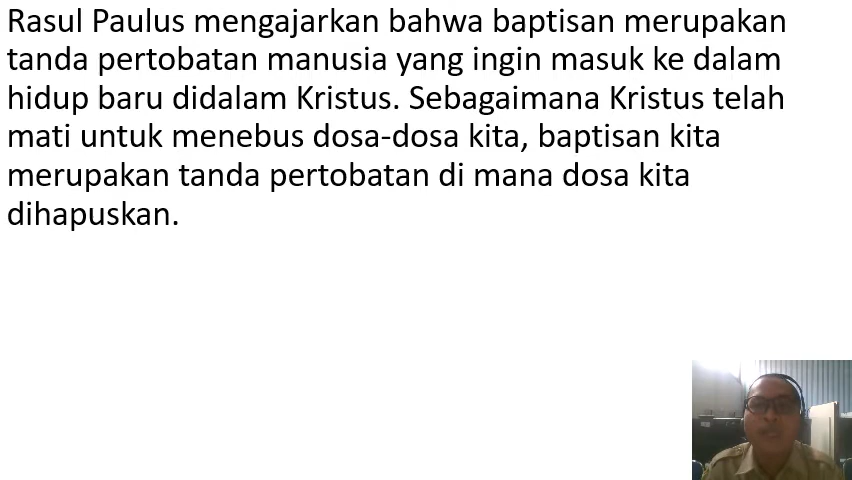 Rasul Paulus mengajarkan bahwa baptisan merupakan
tanda pertobatan manusia yang ingin masuk ke dalam
hidup baru didalam Kristus. Sebagaimana Kristus telah
mati untuk menebus dosa-dosa kita, baptisan kita
merupakan tanda pertobatan di mana dosa kita
dihapuskan.